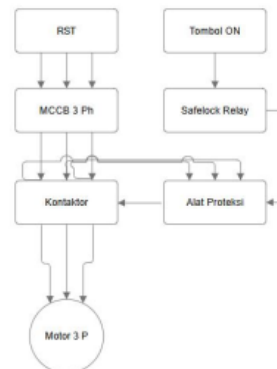 RST
Tombol ON
MCCB 3 Ph
Safelock Relay
Kontaktor
Alat Proteksi
Motor 3 P